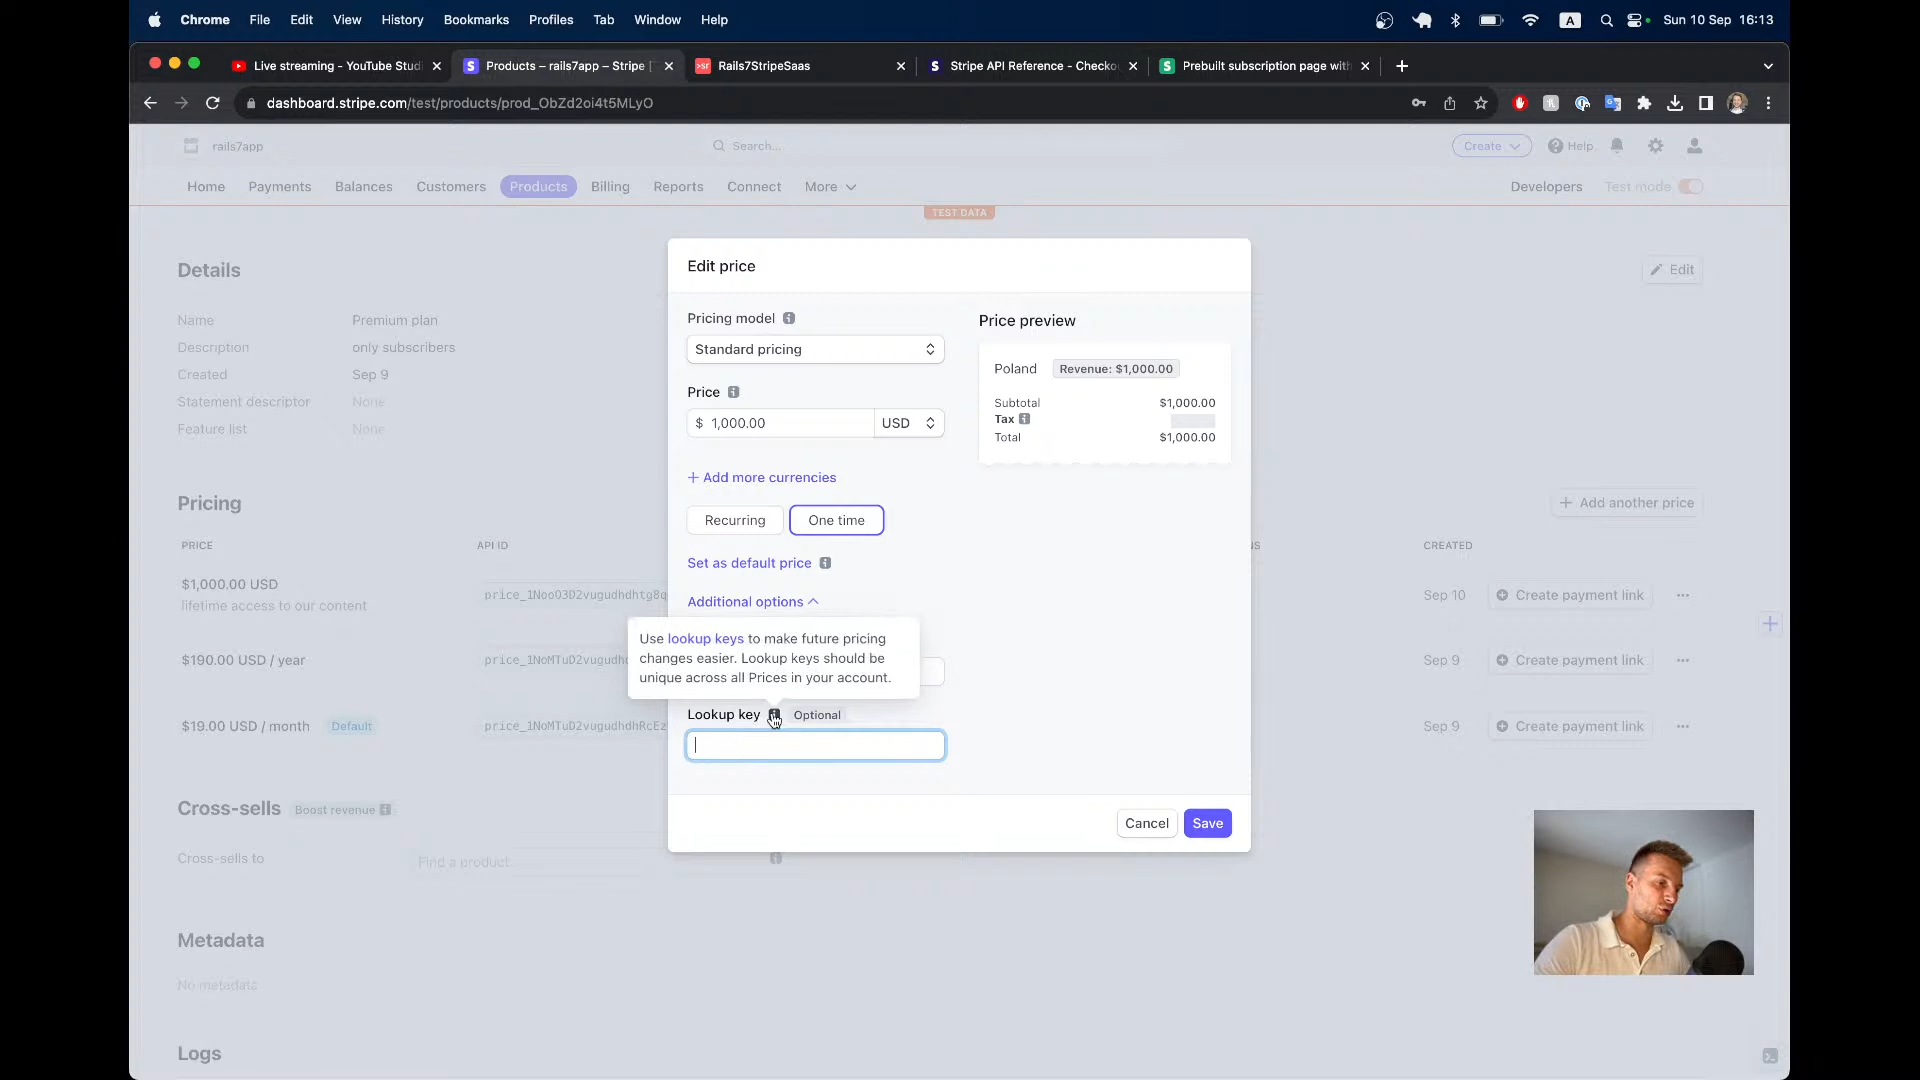 Chrome File Edit View History Bookmarks Profiles Tab Window Help A Sun 10 Sep 16:13
Live streaming - YouTube Studi Products – rails7app – Stripe [T Rails7StripeSaas Stripe API Reference - Checko Prebuilt subscription page with
dashboard.stripe.com/test/products/prod_ObZd2oi4t5MLyO
rails7app Search... Create Help
Home Payments Balances Customers Products Billing Reports Connect More Developers Test mode
TEST DATA
Edit price
Details Edit
Pricing model
Price preview
Name Premium plan
Standard pricing
Description only subscribers
Poland Revenue: $1,000.00
Created Sep 9
Price
Statement descriptor None
Subtotal $1,000.00
Tax
$ 1,000.00 USD
Feature list None
Total $1,000.00
+ Add more currencies
Pricing + Add another price
Recurring One time
PRICE API ID NS CREATED
Set as default price
$1,000.00 USD
lifetime access to our content
price_1NooO3D2vugudhdhtg8q
Sep 10 Create payment link
Additional options
Use lookup keys to make future pricing
changes easier. Lookup keys should be
unique across all Prices in your account.
$190.00 USD / year price_1NoMTuD2vugudhd Sep 9 Create payment link
Lookup key Optional
$19.00 USD / month Default price_1NoMTuD2vugudhdhRcEz Sep 9 Create payment link
Cross-sells Boost revenue
Cancel Save
Cross-sells to Find a product...
Metadata
No metadata
Logs